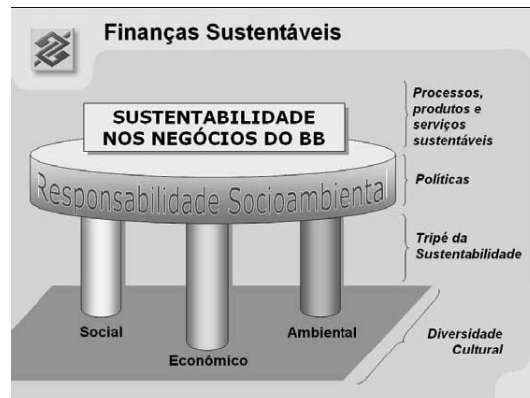 Finanças Sustentáveis
SUSTENTABILIDADE
NOS NEGÓCIOS DO BB
Responsabilidade Socioambiental
Social
Econômico
Ambiental
Processos,
produtos e
serviços
sustentáveis
Políticas
Tripé da
Sustentabilidade
Diversidade
Cultural